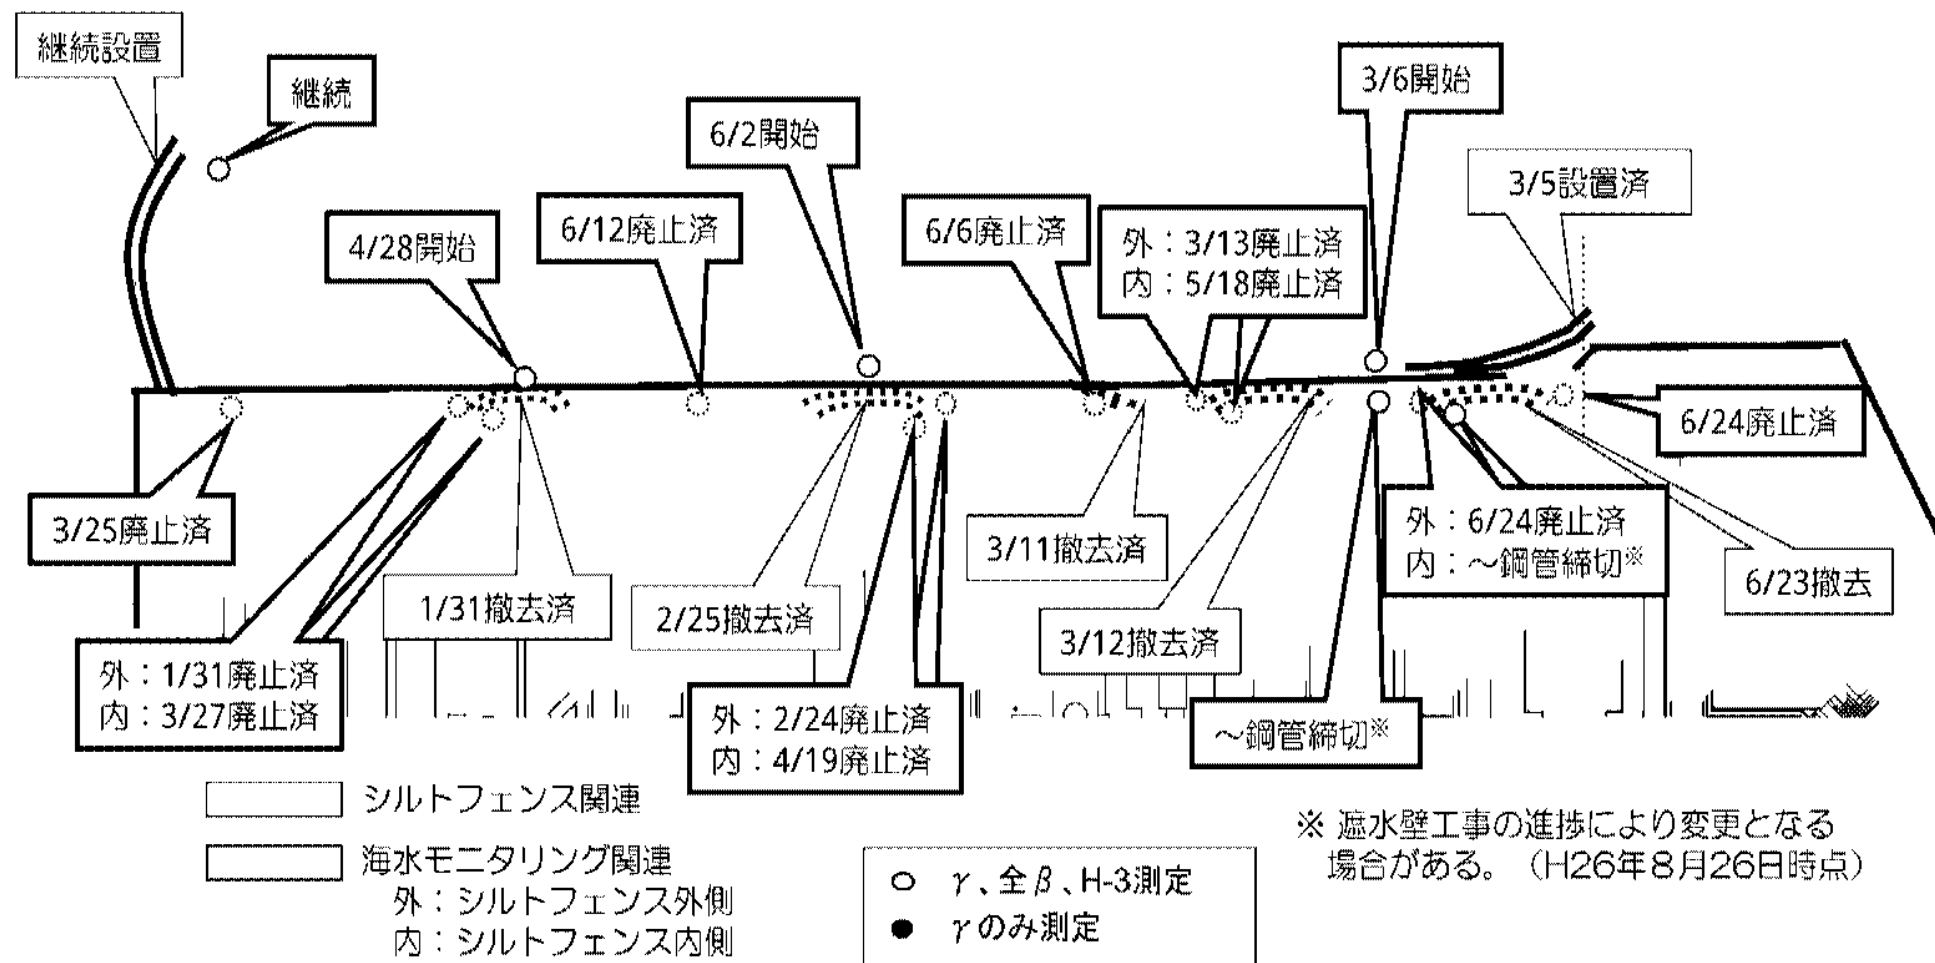 継続設置
継続
3/6開始
6/2開始
3/5設置済
4/28開始
6/12廃止済
6/6廃止済
外：3/13廃止済
内：5/18廃止済
6/24廃止済
3/25廃止済
1/31撤去済
2/25撤去済
3/11撤去済
3/12撤去済
外：6/24廃止済
内：～鋼管締切※
6/23撤去
外：1/31廃止済
内：3/27廃止済
外：2/24廃止済
内：4/19廃止済
～鋼管締切※
シルトフェンス関連
海水モニタリング関連
外：シルトフェンス外側
内：シルトフェンス内側
γ、全β、H-3測定
γのみ測定
※ 遮水壁工事の進捗により変更となる
場合がある。（H26年8月26日時点）